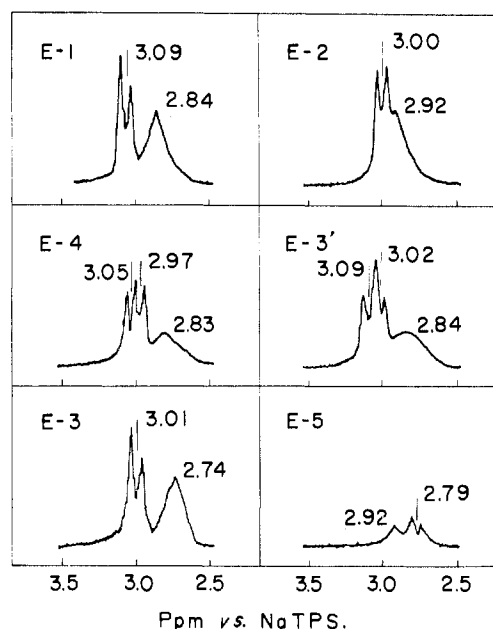 E-1
3.09
2.84
E-2
3.00
2.92
E-4
3.05
2.97
2.83
E-3'
3.09
3.02
2.84
E-3
3.01
2.74
E-5
2.92
2.79
3.5 3.0 2.5 3.5 3.0 2.5
Ppm vs. NaTPS.